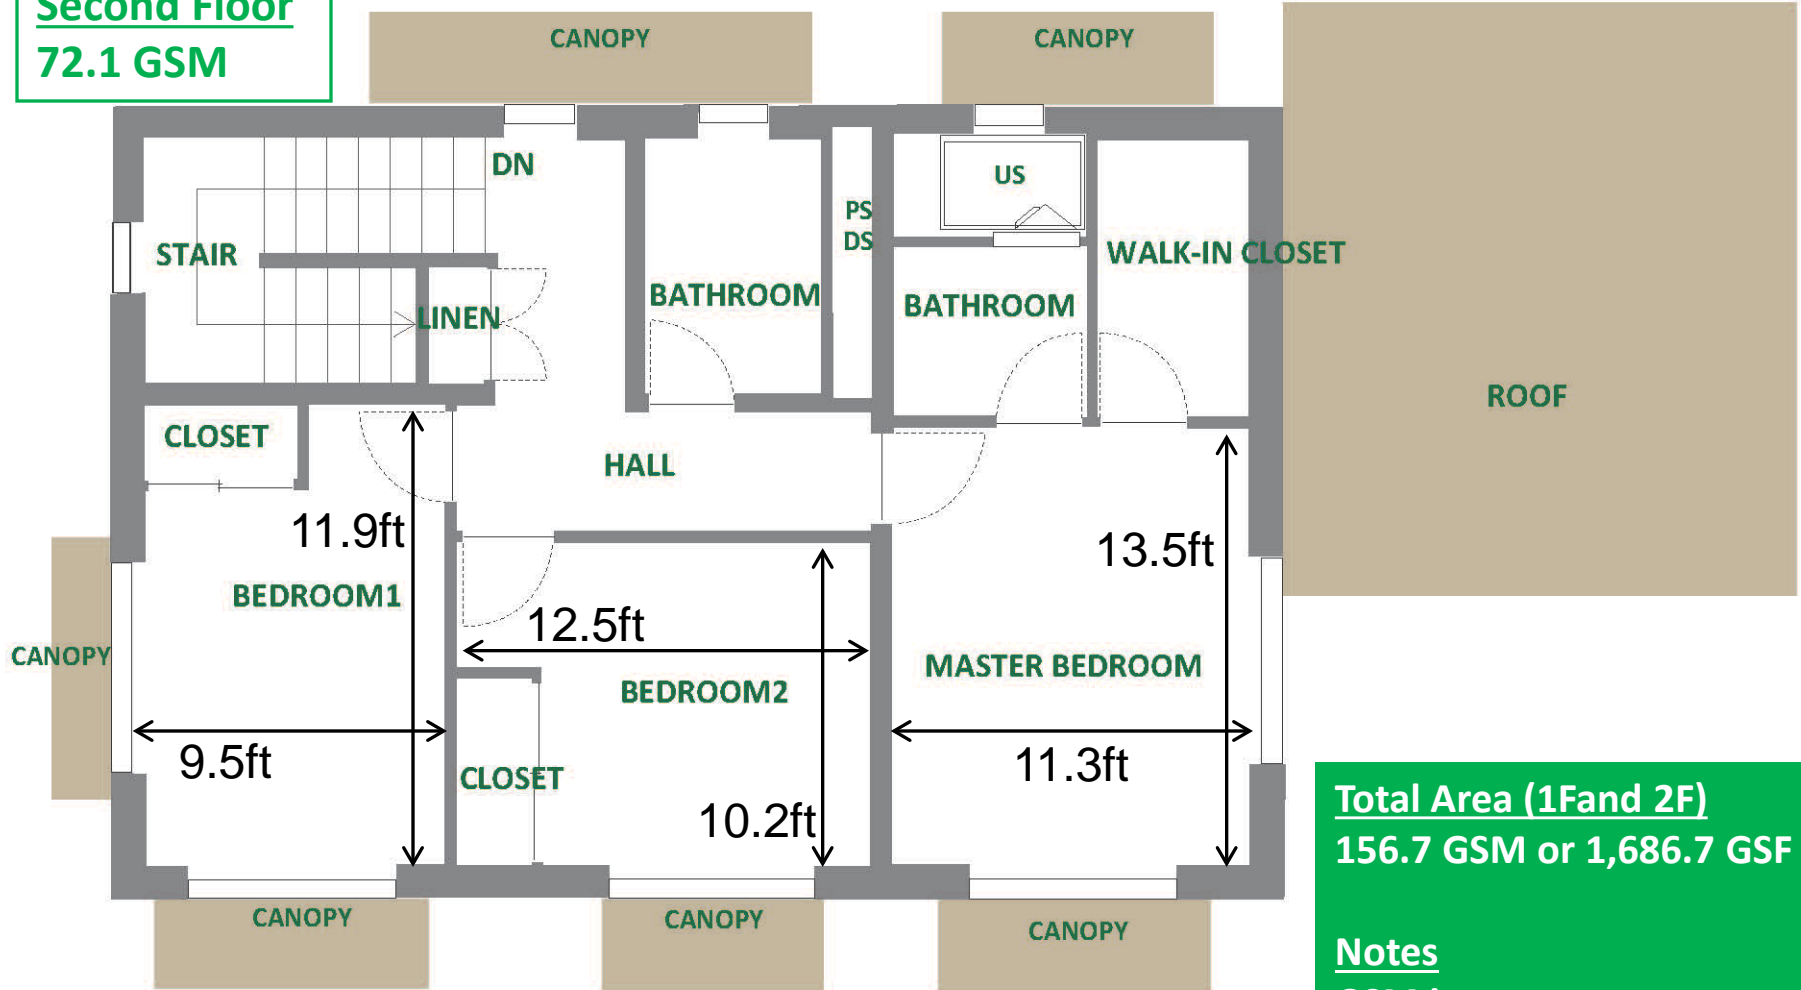 Second Floor
72.1 GSM
CANOPY
CANOPY
DN
US
PS
DS
STAIR
WALK-IN CLOSET
BATHROOM
BATHROOM
LINEN
ROOF
CLOSET
HALL
11.9ft
13.5ft
BEDROOM1
12.5ft
CANOPY
MASTER BEDROOM
BEDROOM2
9.5ft
CLOSET
11.3ft
10.2ft
Total Area (1Fand 2F)
156.7 GSM or 1,686.7 GSF
CANOPY
CANOPY
CANOPY
Notes